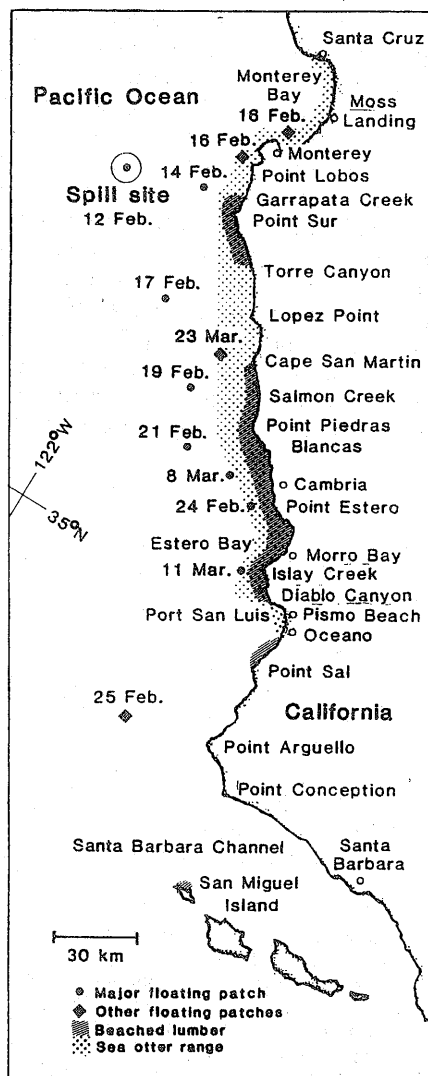 Santa Cruz
Monterey
Bay
Pacific Ocean
18 Feb.
Moss
Landing
16 Feb.
Monterey
14 Feb.
Point Lobos
Spill site
12 Feb.
Garrapata Creek
Point Sur
Torre Canyon
17 Feb.
Lopez Point
23 Mar.
Cape San Martin
19 Feb.
Salmon Creek
21 Feb.
Point Piedras
Blancas
122°W
35°N
8 Mar.
Cambria
24 Feb.
Point Estero
Estero Bay
Morro Bay
11 Mar.
Islay Creek
Diablo Canyon
Port San Luis
Pismo Beach
Oceano
Point Sal
25 Feb.
California
Point Arguello
Point Conception
Santa Barbara Channel
Santa
Barbara
San Miguel
Island
30 km
Major floating patch
Other floating patches
Beached lumber
Sea otter range